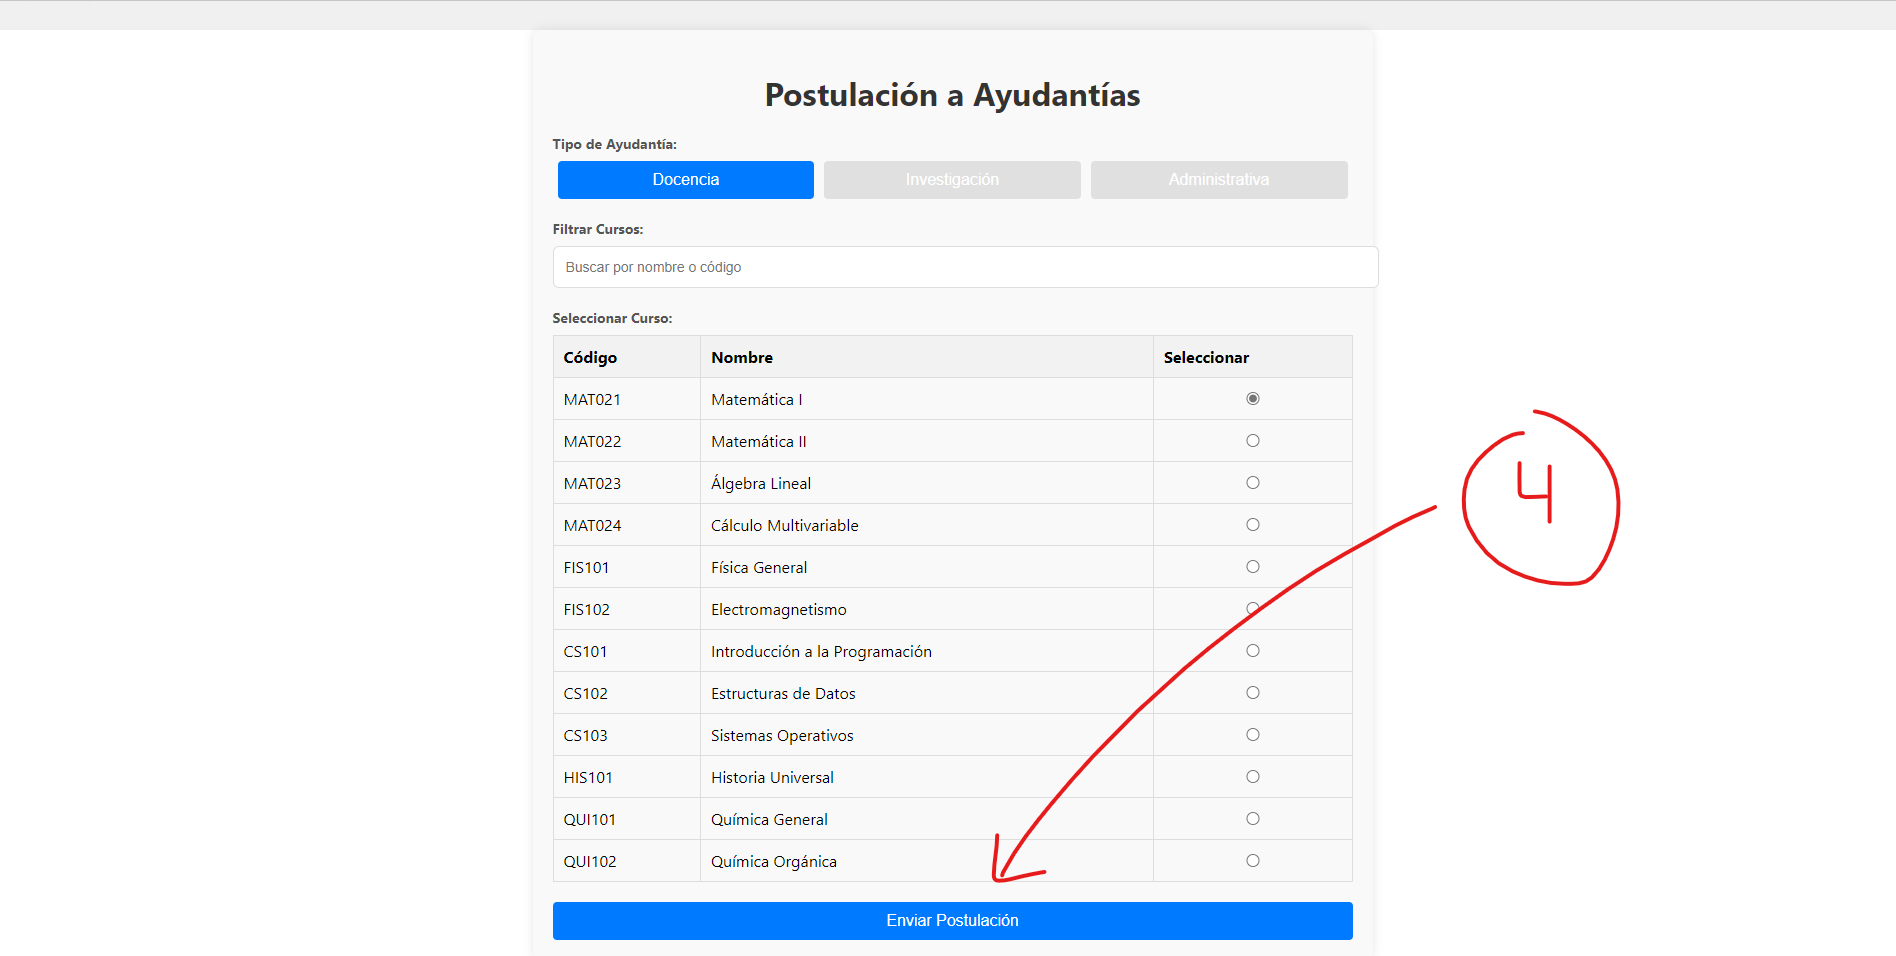 Postulación a Ayudantías
Tipo de Ayudantía:
Docencia Investigación Administrativa
Filtrar Cursos:
Buscar por nombre o código
Seleccionar Curso:
Código Nombre Seleccionar
MAT021 Matemática I
MAT022 Matemática II
MAT023 Álgebra Lineal
MAT024 Cálculo Multivariable
FIS101 Física General
FIS102 Electromagnetismo
CS101 Introducción a la Programación
CS102 Estructuras de Datos
CS103 Sistemas Operativos
HIS101 Historia Universal
QUI101 Química General
QUI102 Química Orgánica
Enviar Postulación
4